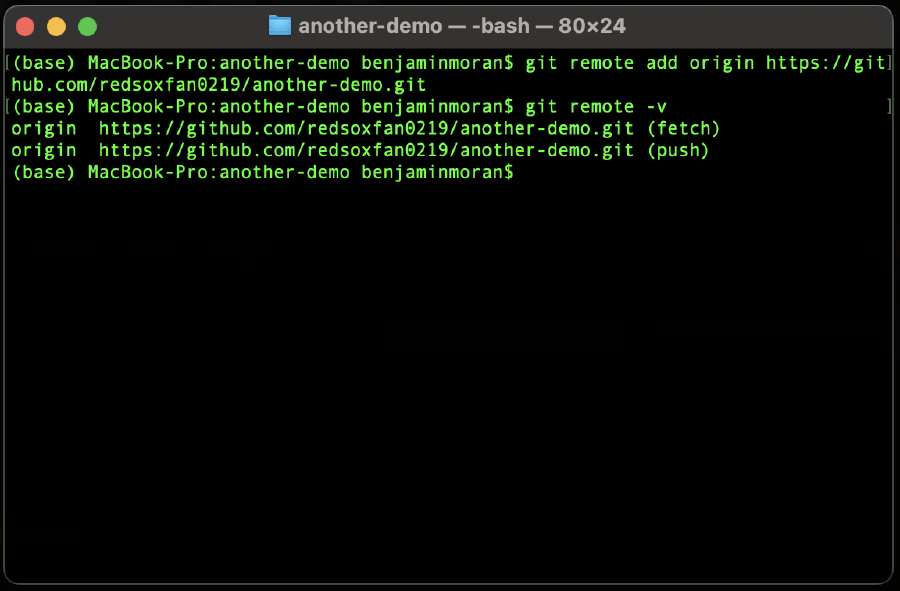 another-demo — -bash — 80×24
[(base) MacBook-Pro:another-demo benjaminmoran$ git remote add origin https://git]
hub.com/redsoxfan0219/another-demo.git
[(base) MacBook-Pro:another-demo benjaminmoran$ git remote -v ]
origin  https://github.com/redsoxfan0219/another-demo.git (fetch)
origin  https://github.com/redsoxfan0219/another-demo.git (push)
(base) MacBook-Pro:another-demo benjaminmoran$